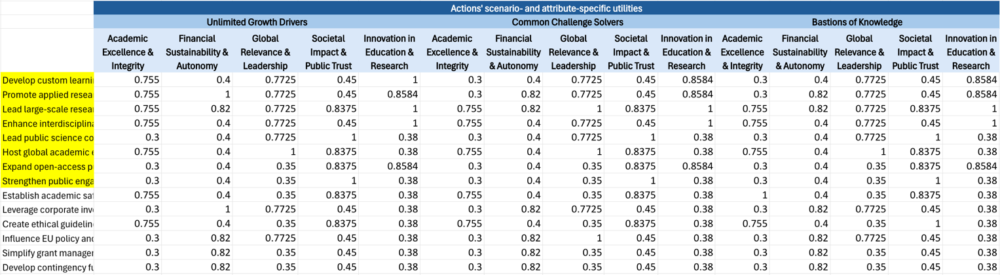 Actions' scenario- and attribute-specific utilities
Unlimited Growth Drivers Common Challenge Solvers Bastions of Knowledge
Academic Financial Global Societal Innovation in Academic Financial Global Societal Innovation in Academic Financial Global Societal Innovation in
Excellence & Sustainability & Relevance & Impact & Education & Excellence & Sustainability Relevance & Impact & Education & Excellence Sustainability Relevance & Impact & Education &
Integrity Autonomy Leadership Public Trust Research Integrity & Autonomy Leadership Public Trust Research & Integrity & Autonomy Leadership Public Trust Research
Develop custom learni 0.755 0.4 0.7725 0.45 1 0.3 0.4 0.7725 0.45 0.8584 0.3 0.4 0.7725 0.45 0.8584
Promote applied resea 0.755 1 0.7725 0.45 0.8584 0.3 0.82 0.7725 0.45 0.8584 0.3 0.82 0.7725 0.45 0.8584
Lead large-scale resea 0.755 0.82 0.7725 0.8375 1 0.755 0.82 1 0.8375 1 0.755 0.82 0.7725 0.8375 1
Enhance interdisciplina 0.755 0.4 0.7725 0.45 1 0.755 0.4 0.7725 0.45 1 0.755 0.4 0.7725 0.45 1
Lead public science co 0.3 0.4 0.7725 1 0.38 0.3 0.4 0.7725 1 0.38 0.3 0.4 0.7725 1 0.38
Host global academic e 0.755 0.4 1 0.8375 0.38 0.755 0.4 1 0.8375 0.38 0.755 0.4 1 0.8375 0.38
Expand open-access p 0.3 0.4 0.35 0.8375 0.8584 0.3 0.4 0.35 0.8375 0.8584 0.3 0.4 0.35 0.8375 0.8584
Strengthen public enga 0.3 0.4 0.35 1 0.38 0.3 0.4 0.35 1 0.38 0.3 0.4 0.35 1 0.38
Establish academic saf 0.755 0.4 0.35 0.8375 0.38 0.755 0.4 0.35 0.8375 0.38 1 0.4 0.35 0.8375 0.38
Leverage corporate inv 0.3 1 0.7725 0.45 0.38 0.3 0.82 0.7725 0.45 0.38 0.3 0.82 0.7725 0.45 0.38
Create ethical guidelin 0.755 0.4 0.35 0.8375 0.38 0.755 0.4 0.35 0.8375 0.38 0.755 0.4 0.35 1 0.38
Influence EU policy and 0.3 0.82 0.7725 0.45 0.38 0.3 0.82 1 0.45 0.38 0.3 0.82 0.7725 0.45 0.38
Simplify grant manager 0.3 0.82 0.35 0.45 0.38 0.3 0.82 0.35 0.45 0.38 0.3 0.82 0.35 0.45 0.38
Develop contingency fu 0.3 0.82 0.35 0.45 0.38 0.3 0.82 0.35 0.45 0.38 0.3 0.82 0.35 0.45 0.38